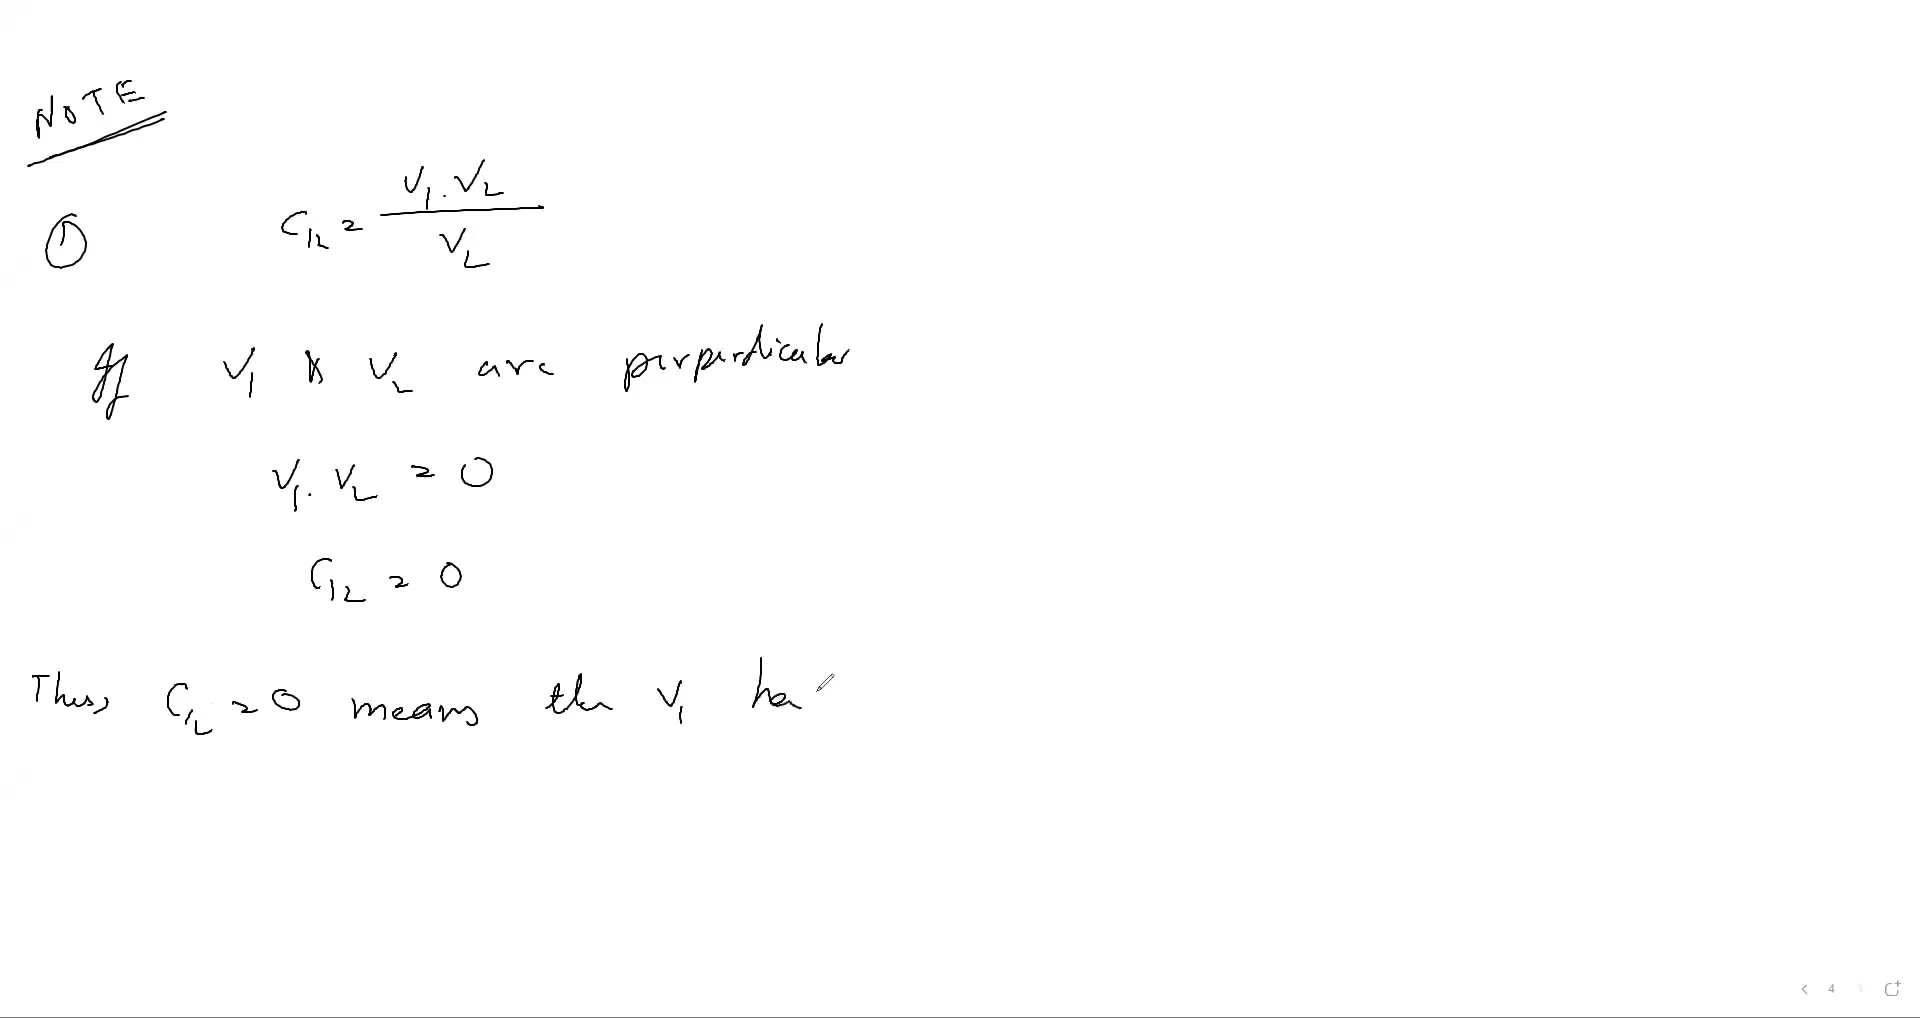 NOTE
① C₁₂ = V₁ . V₂ / V₂
If V₁ & V₂ are perpendicular
V₁ . V₂ = 0
C₁₂ = 0
Thus, C₁₂ = 0 means the V₁ ha
4